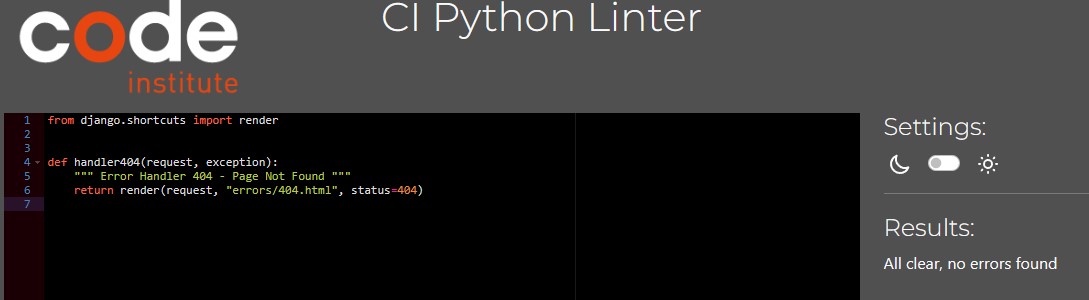 code
institute
CI Python Linter
1 from django.shortcuts import render
2
3
4 def handler404(request, exception):
5     """ Error Handler 404 - Page Not Found """
6     return render(request, "errors/404.html", status=404)
7
Settings:
Results:
All clear, no errors found